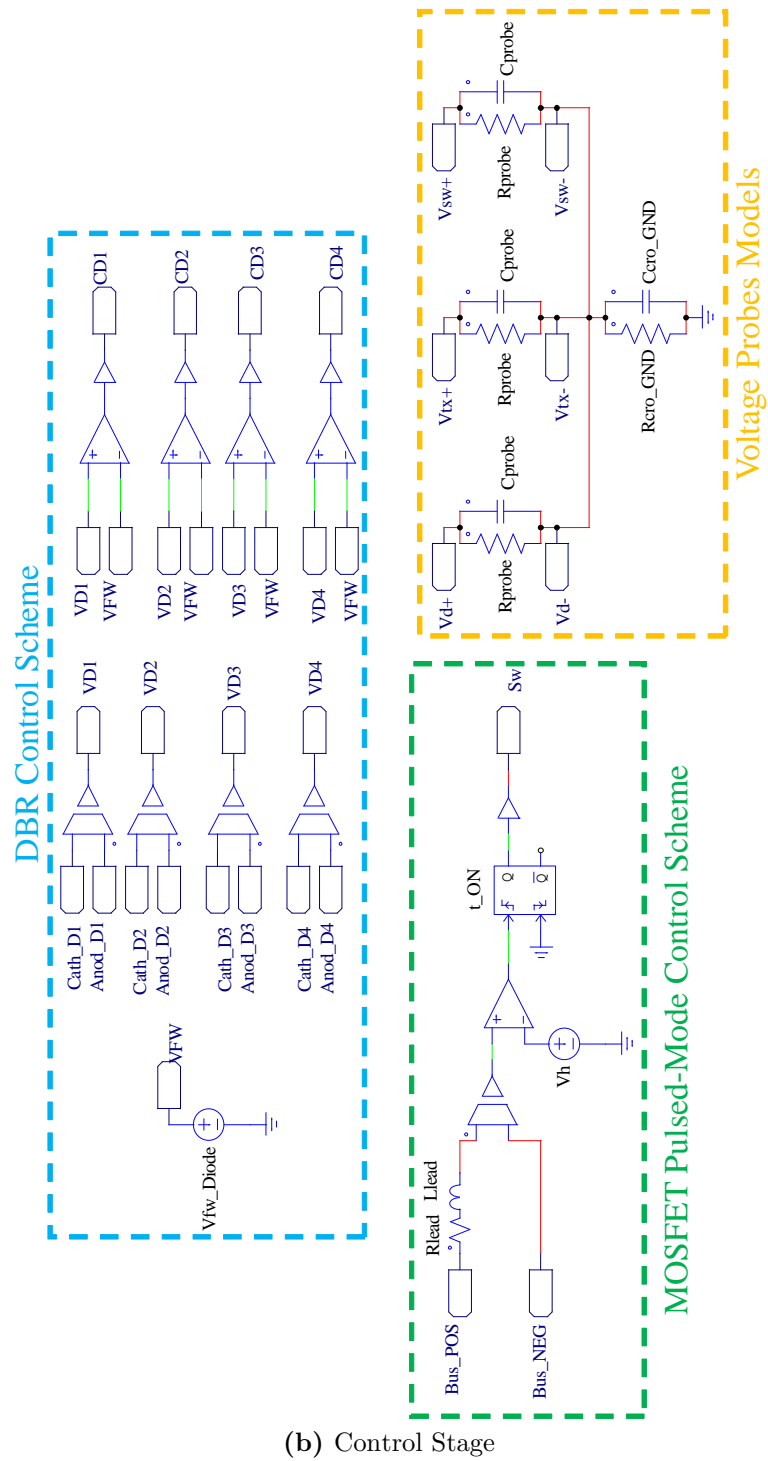 DBR Control Scheme
Vfw_Diode
VFW
Cath_D1
Anod_D1
VD1
Cath_D2
Anod_D2
VD2
Cath_D3
Anod_D3
VD3
Cath_D4
Anod_D4
VD4
VD1
VFW
CD1
VD2
VFW
CD2
VD3
VFW
CD3
VD4
VFW
CD4
Bus_POS
Rlead
Llead
Bus_NEG
Vh
t_ON
Q
Q
Sw
MOSFET Pulsed-Mode Control Scheme
Vd+
Rprobe
Cprobe
Vd-
Vtx+
Rprobe
Cprobe
Vtx-
Vsw+
Rprobe
Cprobe
Vsw-
Rcro_GND
Ccro_GND
Voltage Probes Models
(b) Control Stage